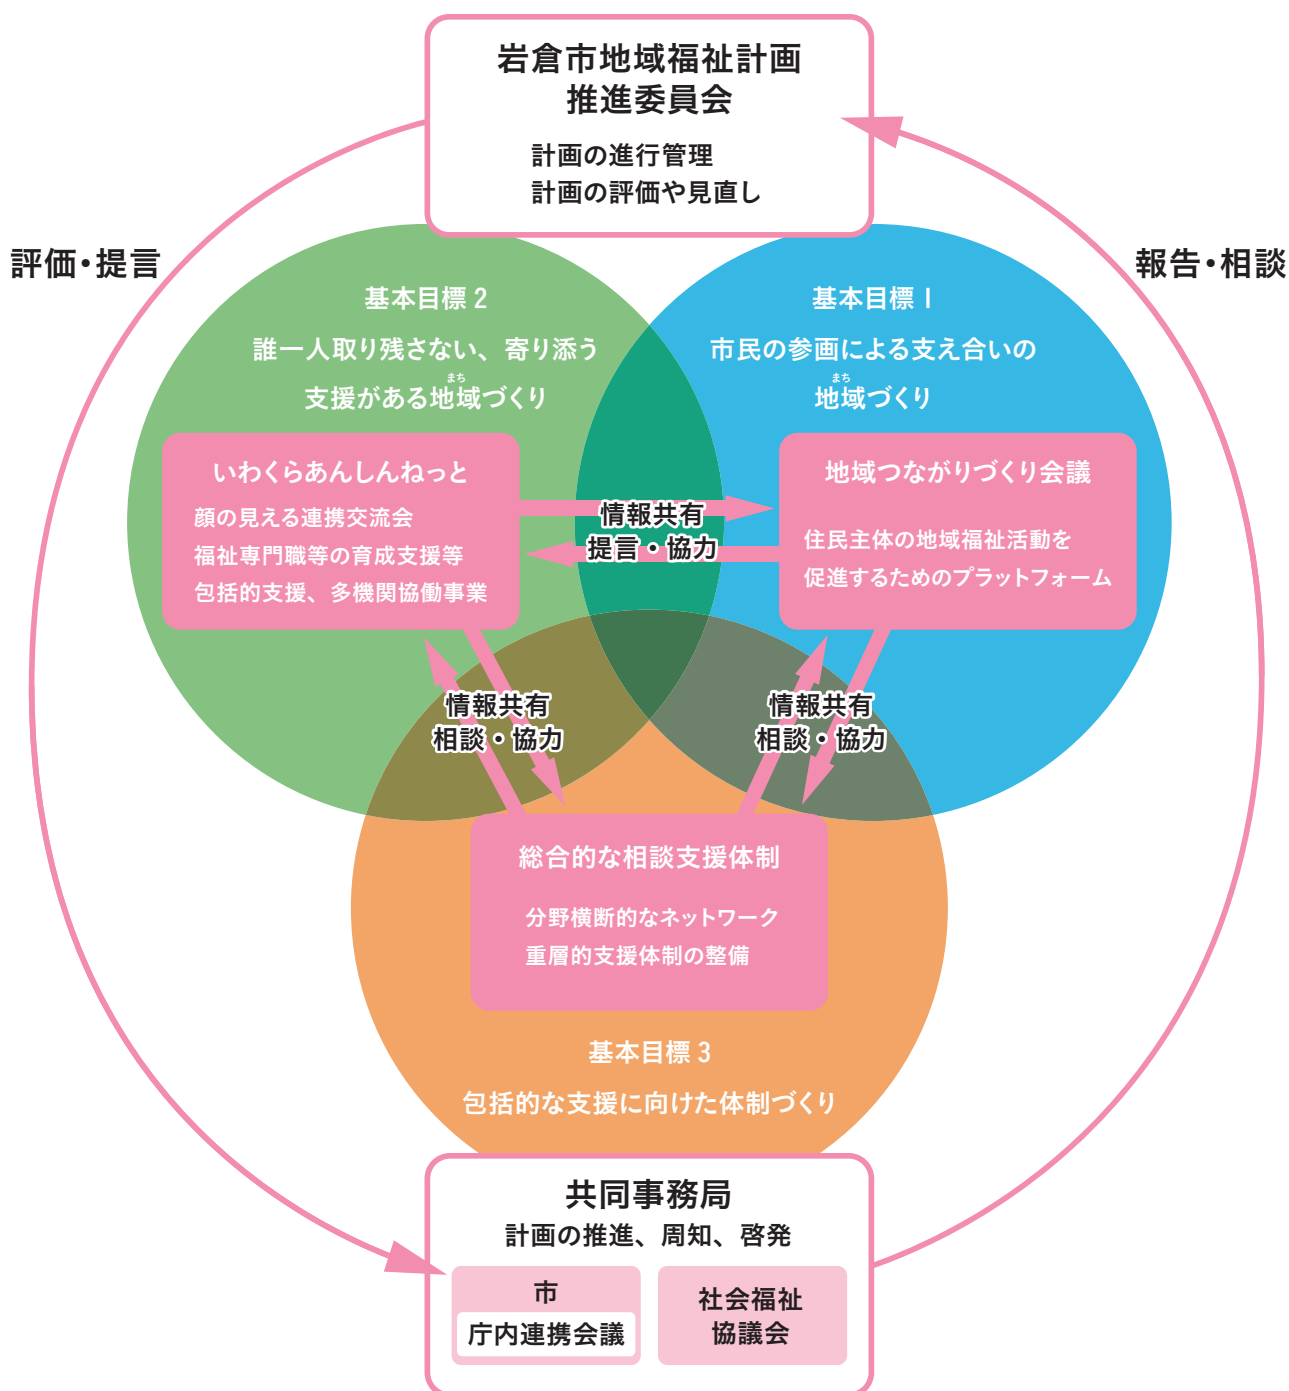 岩倉市地域福祉計画
推進委員会
計画の進行管理
計画の評価や見直し
評価・提言
報告・相談
基本目標 2
誰一人取り残さない、寄り添う
まち
支援がある地域づくり
基本目標 1
市民の参画による支え合いの
まち
地域づくり
いわくらあんしんねっと
顔の見える連携交流会
福祉専門職等の育成支援等
包括的支援、多機関協働事業
情報共有
提言・協力
地域つながりづくり会議
住民主体の地域福祉活動を
促進するためのプラットフォーム
情報共有
相談・協力
情報共有
相談・協力
総合的な相談支援体制
分野横断的なネットワーク
重層的支援体制の整備
基本目標 3
包括的な支援に向けた体制づくり
共同事務局
計画の推進、周知、啓発
市
庁内連携会議
社会福祉
協議会